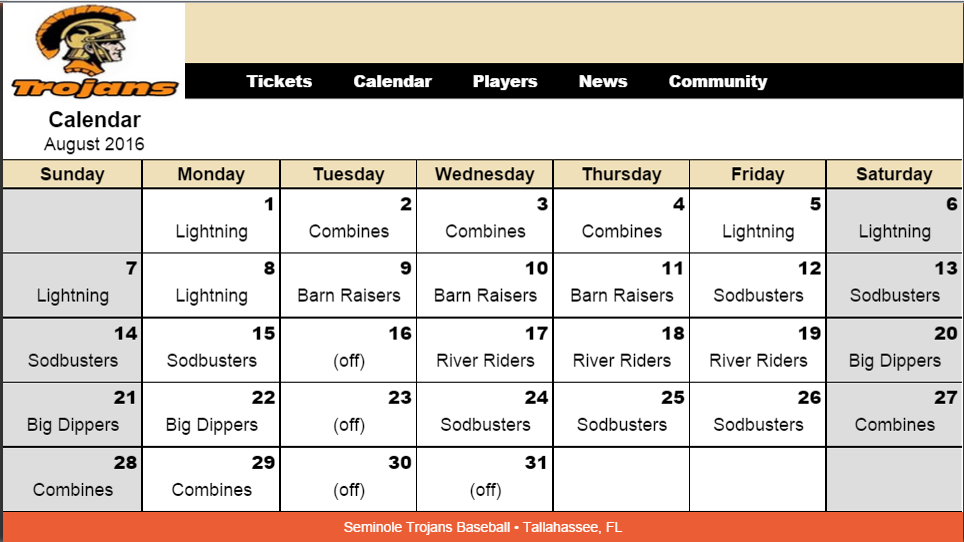 Trojans
Tickets Calendar Players News Community
Calendar
August 2016
Sunday Monday Tuesday Wednesday Thursday Friday Saturday
1 2 3 4 5 6
Lightning Combines Combines Combines Lightning Lightning
7 8 9 10 11 12 13
Lightning Lightning Barn Raisers Barn Raisers Barn Raisers Sodbusters Sodbusters
14 15 16 17 18 19 20
Sodbusters Sodbusters (off) River Riders River Riders River Riders Big Dippers
21 22 23 24 25 26 27
Big Dippers Big Dippers (off) Sodbusters Sodbusters Sodbusters Combines
28 29 30 31
Combines Combines (off) (off)
Seminole Trojans Baseball • Tallahassee, FL